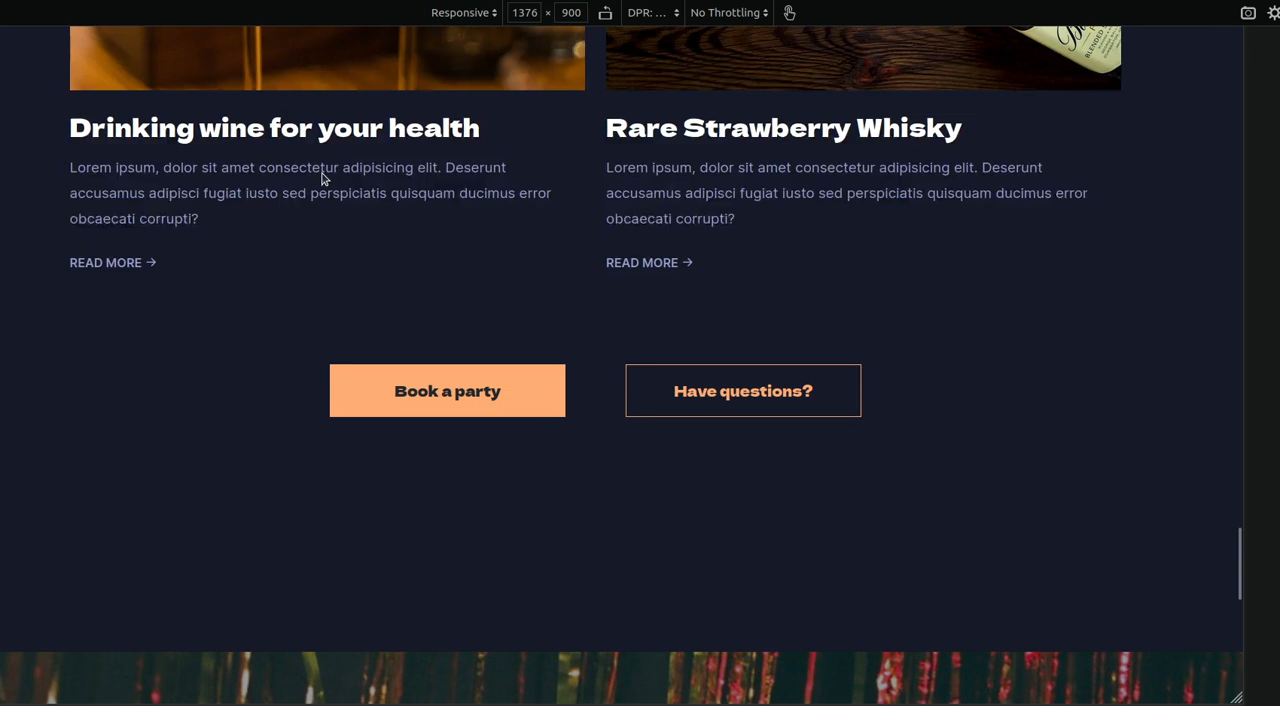 Responsive 1376 × 900 DPR: ... No Throttling
BLENDED
Drinking wine for your health
Lorem ipsum, dolor sit amet consectetur adipisicing elit. Deserunt
accusamus adipisci fugiat iusto sed perspiciatis quisquam ducimus error
obcaecati corrupti?
READ MORE →
Rare Strawberry Whisky
Lorem ipsum, dolor sit amet consectetur adipisicing elit. Deserunt
accusamus adipisci fugiat iusto sed perspiciatis quisquam ducimus error
obcaecati corrupti?
READ MORE →
Book a party
Have questions?